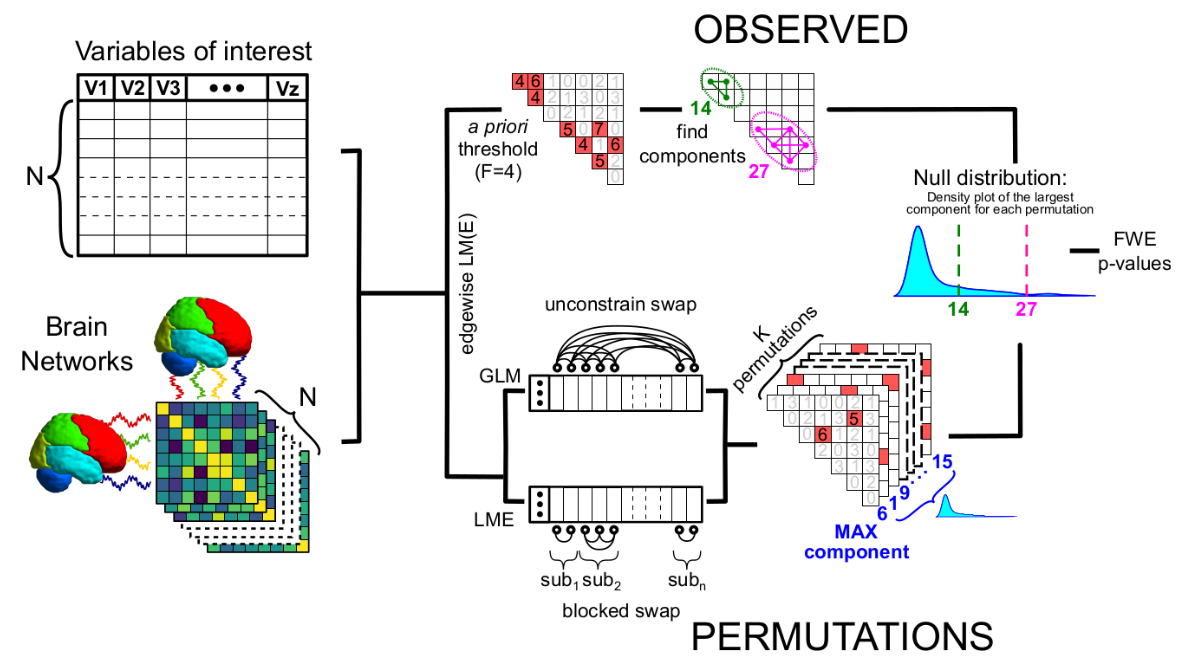 OBSERVED
Variables of interest
V1 V2 V3 ••• Vz
N
4 6 1 0 0 2 1
4 2 1 3 0 3
0 2 1 2 1
5 0 7 0
4 1 6
5 2
0
a priori
threshold
(F=4)
14
find
components
27
Null distribution:
Density plot of the largest
component for each permutation
14
27
FWE
p-values
edgewise LM(E)
Brain
Networks
N
unconstrain swap
GLM
LME
sub1 sub2 subn
blocked swap
K
permutations
1 3 1 0 0 2 1
0 2 1 3 5
0 6 1 2 1
2 0 3 0
3 1 3
0 2
0
6 1 9 ... 15
MAX
component
PERMUTATIONS